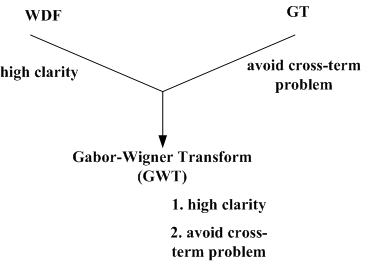 WDF
GT
high clarity
avoid cross-term
problem
Gabor-Wigner Transform
(GWT)
1. high clarity
2. avoid cross-
term problem